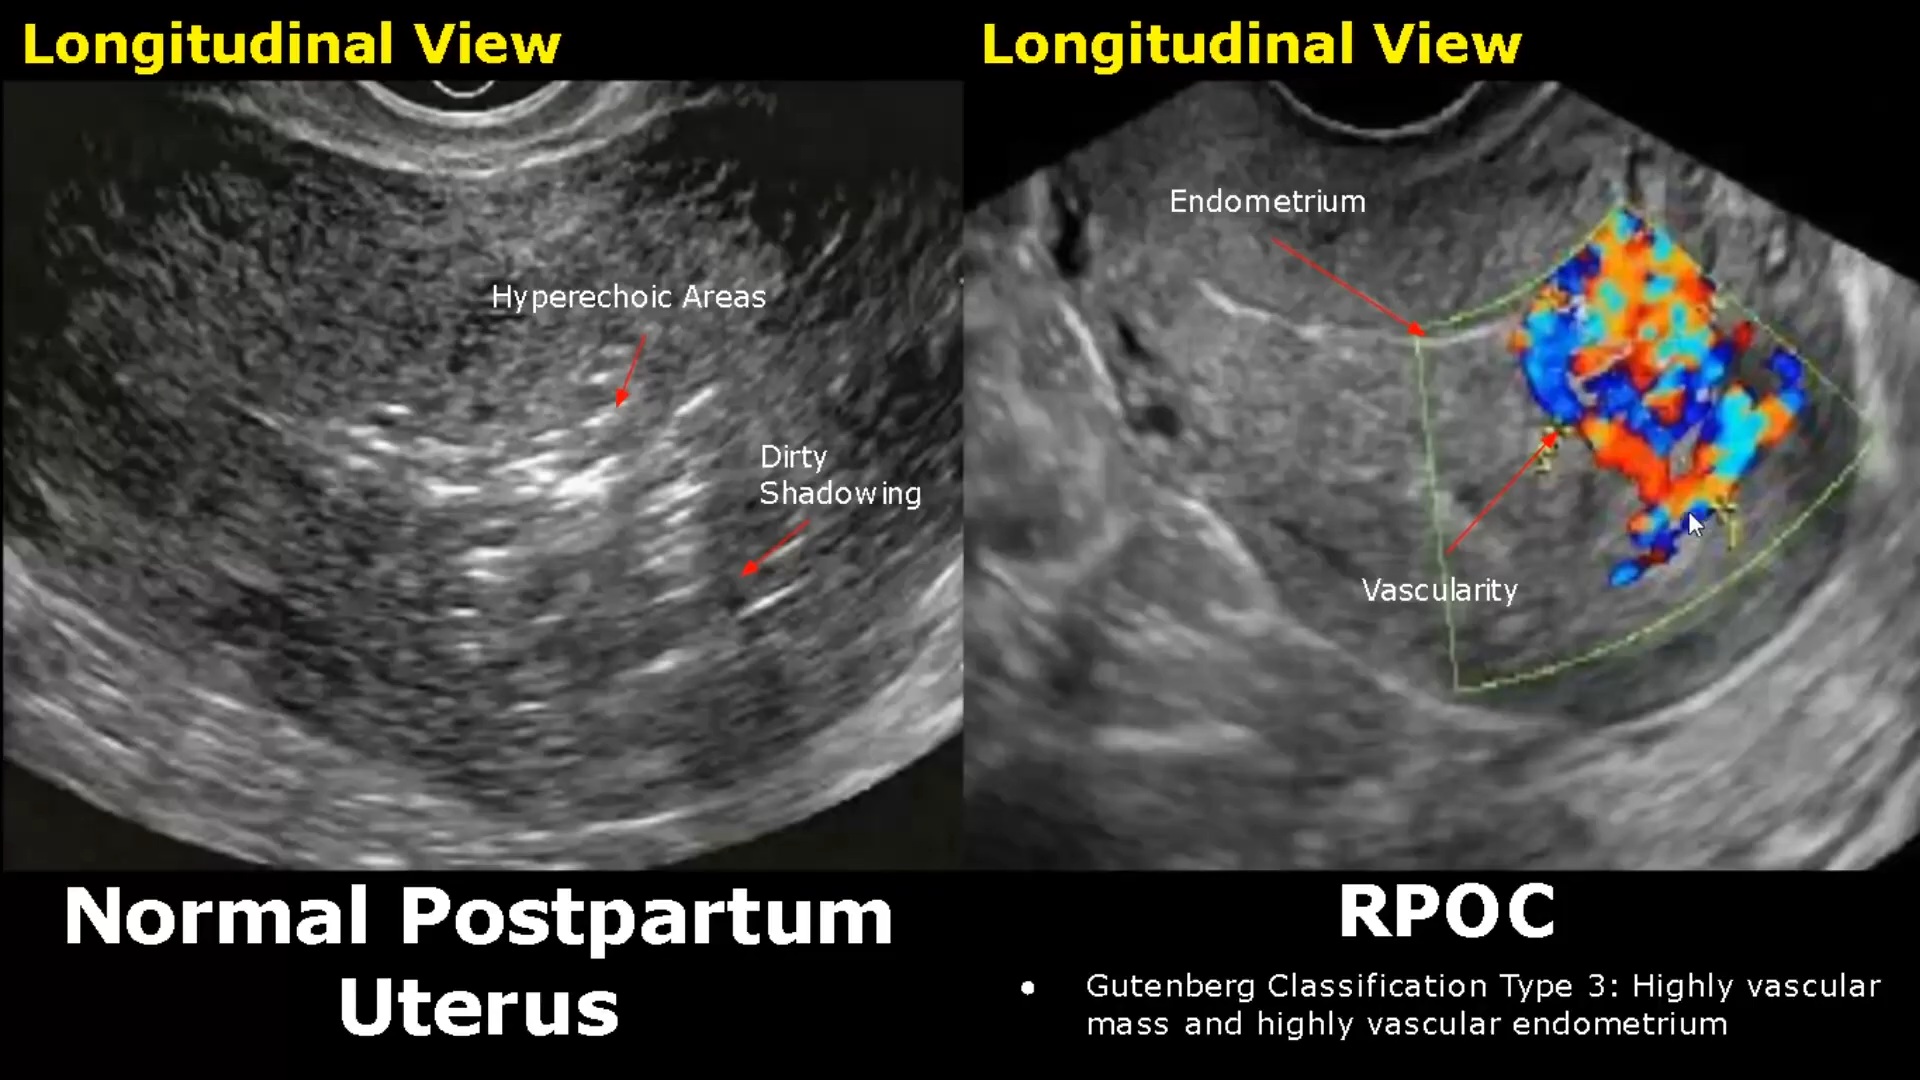 Longitudinal View
Hyperechoic Areas
Dirty
Shadowing
Normal Postpartum
Uterus
Longitudinal View
Endometrium
Vascularity
RPOC
• Gutenberg Classification Type 3: Highly vascular
mass and highly vascular endometrium